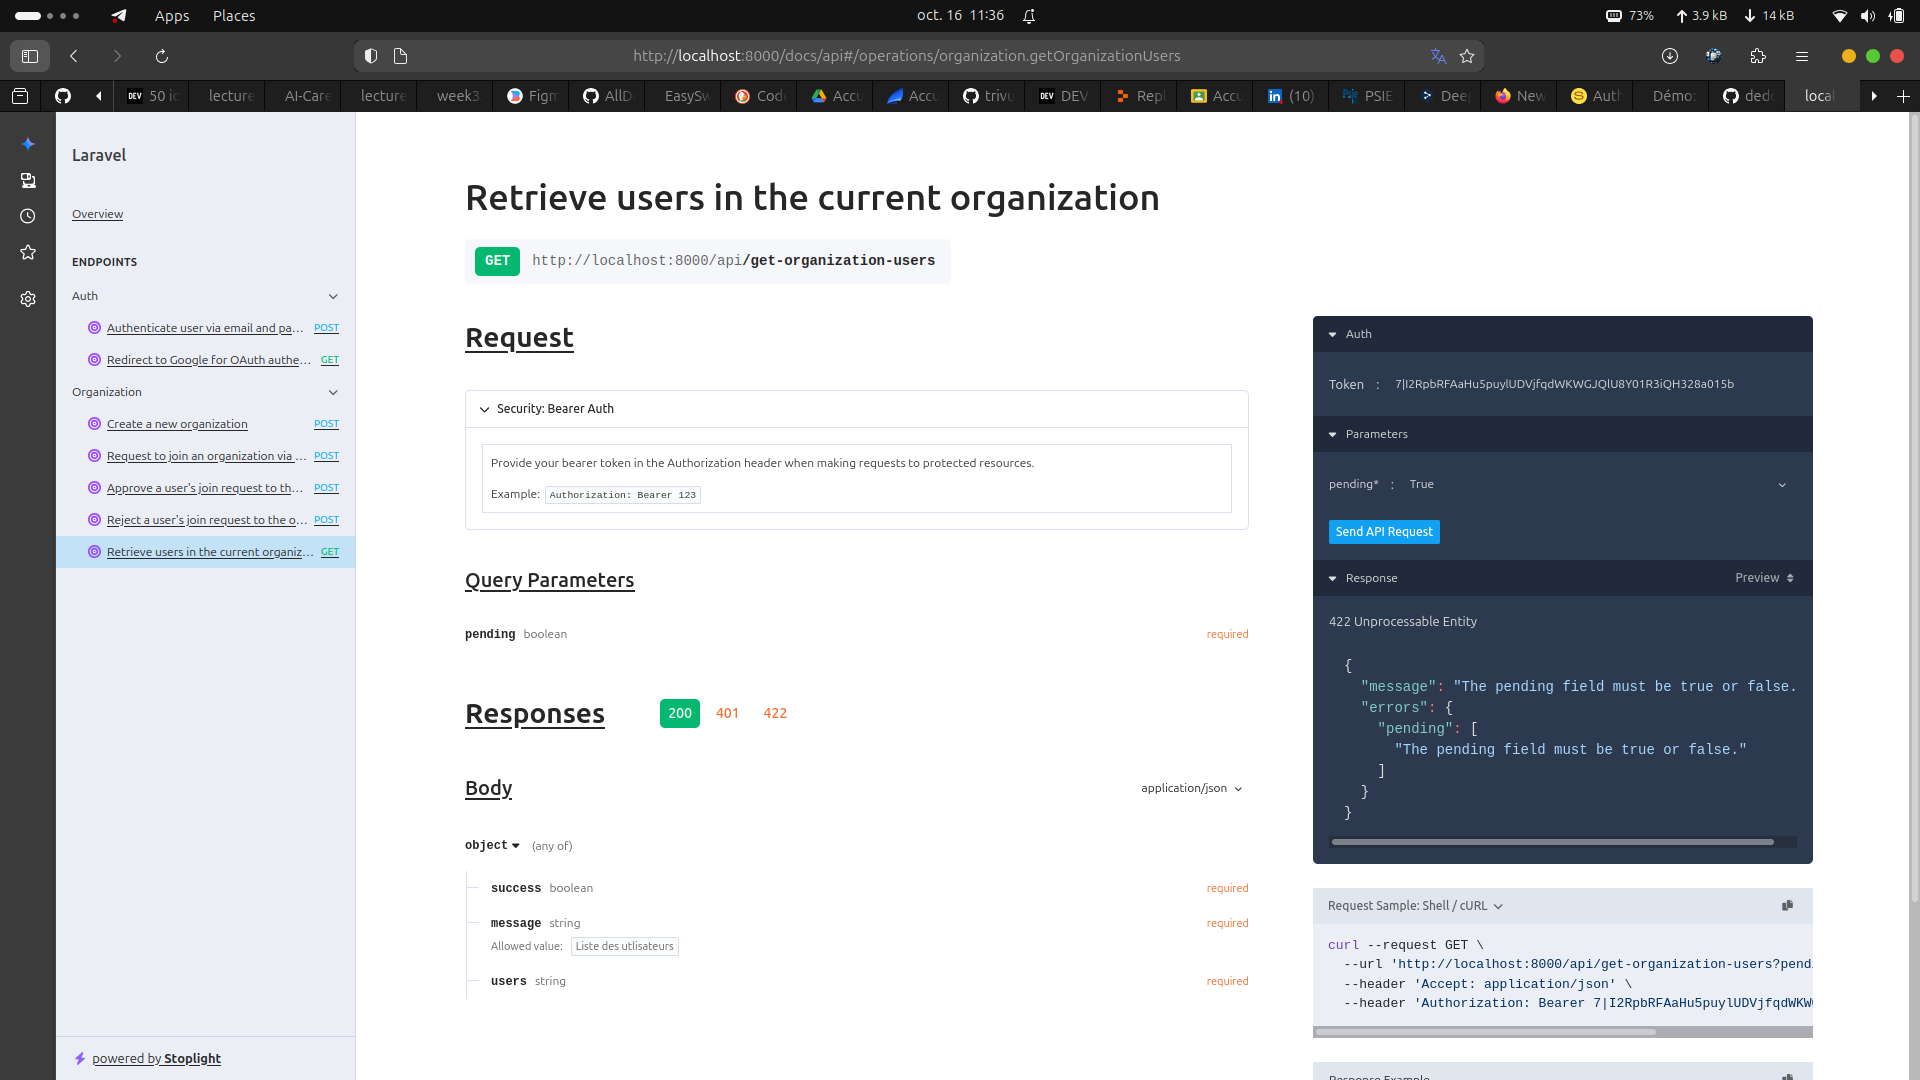 Apps Places
oct. 16 11:36
73% 3.9 kB 14 kB
http://localhost:8000/docs/api#/operations/organization.getOrganizationUsers
DEV 50 ic lecture AI-Care lecture week3 Figm AllD EasySw Code Accu Accu trivu DEV DEV Repl Accu in (10) PSIE Deep New Auth Démo: dedo local
Laravel
Overview
ENDPOINTS
Auth
Authenticate user via email and pa... POST
Redirect to Google for OAuth authe... GET
Organization
Create a new organization POST
Request to join an organization via ... POST
Approve a user's join request to th... POST
Reject a user's join request to the o... POST
Retrieve users in the current organiz... GET
powered by Stoplight
Retrieve users in the current organization
GET http://localhost:8000/api/get-organization-users
Request
Security: Bearer Auth
Provide your bearer token in the Authorization header when making requests to protected resources.
Example: Authorization: Bearer 123
Query Parameters
pending boolean required
Responses 200 401 422
Body application/json
object (any of)
success boolean required
message string required
Allowed value: Liste des utlisateurs
users string required
Auth
Token : 7|I2RpbRFAaHu5puylUDVjfqdWKWGJQlU8Y01R3iQH328a015b
Parameters
pending* : True
Send API Request
Response Preview
422 Unprocessable Entity
{
"message": "The pending field must be true or false.
"errors": {
"pending": [
"The pending field must be true or false."
]
}
}
Request Sample: Shell / cURL
curl --request GET \
--url 'http://localhost:8000/api/get-organization-users?pendi
--header 'Accept: application/json' \
--header 'Authorization: Bearer 7|I2RpbRFAaHu5puylUDVjfqdWKW
Response Example